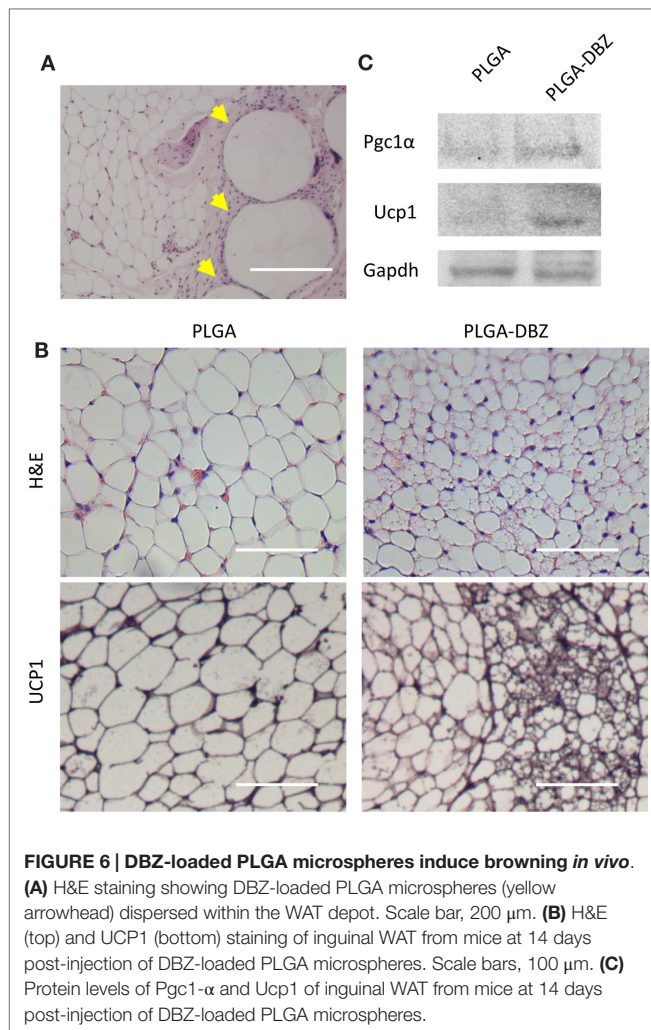 A
C
PLGA
PLGA-DBZ
Pgc1α
Ucp1
Gapdh
PLGA
PLGA-DBZ
B
H&E
UCP1
FIGURE 6 | DBZ-loaded PLGA microspheres induce browning in vivo.
(A) H&E staining showing DBZ-loaded PLGA microspheres (yellow
arrowhead) dispersed within the WAT depot. Scale bar, 200 μm. (B) H&E
(top) and UCP1 (bottom) staining of inguinal WAT from mice at 14 days
post-injection of DBZ-loaded PLGA microspheres. Scale bars, 100 μm. (C)
Protein levels of Pgc1-α and Ucp1 of inguinal WAT from mice at 14 days
post-injection of DBZ-loaded PLGA microspheres.